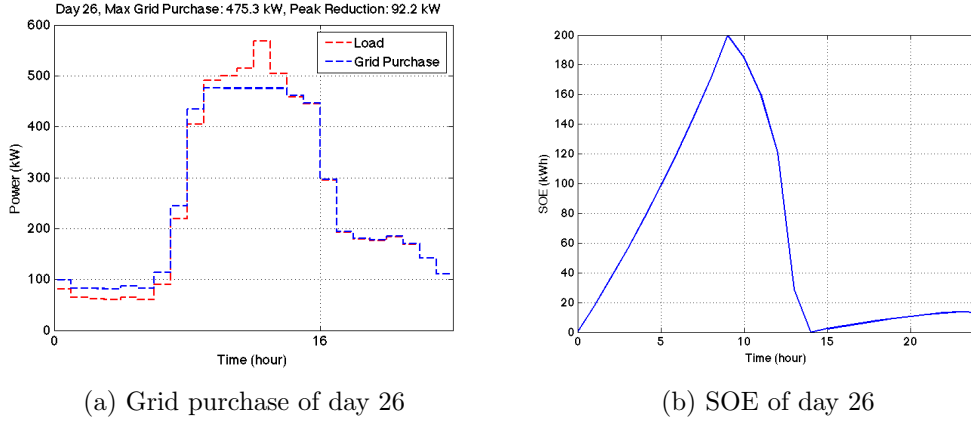 Day 26, Max Grid Purchase: 475.3 kW, Peak Reduction: 92.2 kW
600
500
400
300
200
100
0
Power (kW)
Load
Grid Purchase
0
16
Time (hour)
(a) Grid purchase of day 26
200
180
160
140
120
100
80
60
40
20
0
SOE (kWh)
0
5
10
15
20
Time (hour)
(b) SOE of day 26